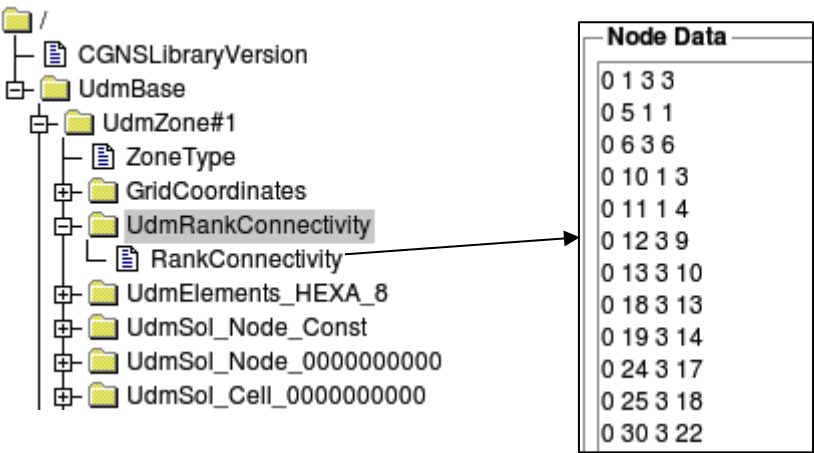 /
CGNSLibraryVersion
UdmBase
UdmZone#1
ZoneType
GridCoordinates
UdmRankConnectivity
RankConnectivity
UdmElements_HEXA_8
UdmSol_Node_Const
UdmSol_Node_0000000000
UdmSol_Cell_0000000000
Node Data
0 1 3 3
0 5 1 1
0 6 3 6
0 10 1 3
0 11 1 4
0 12 3 9
0 13 3 10
0 18 3 13
0 19 3 14
0 24 3 17
0 25 3 18
0 30 3 22